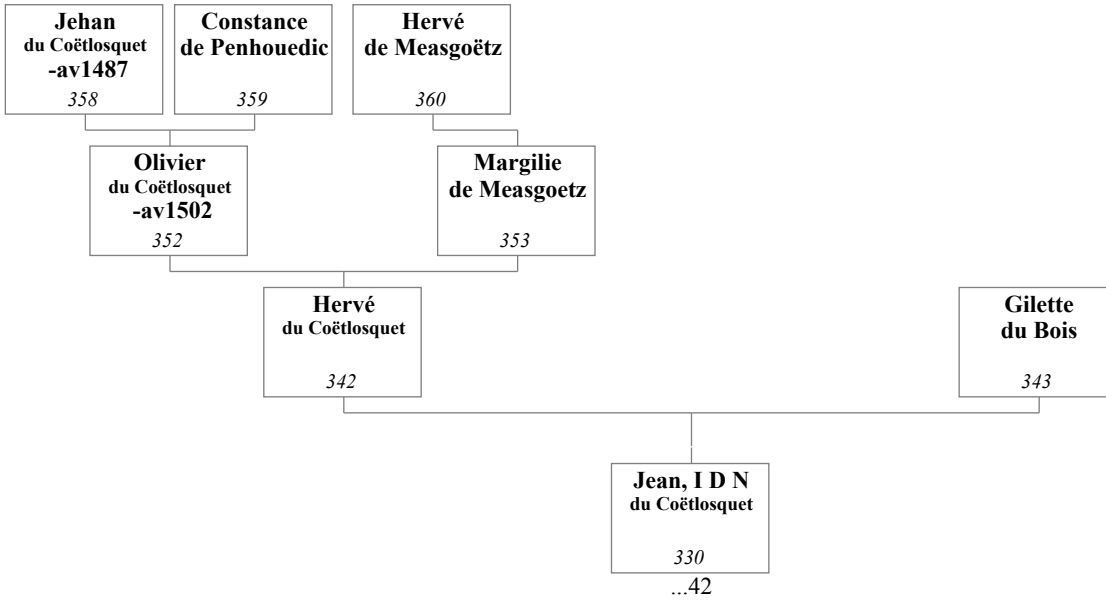 Jehan
du Coëtlosquet
-av1487
358
Constance
de Penhouedic
359
Hervé
de Measgoëtz
360
Olivier
du Coëtlosquet
-av1502
352
Margilie
de Measgoetz
353
Hervé
du Coëtlosquet
342
Gilette
du Bois
343
Jean, I D N
du Coëtlosquet
330
...42